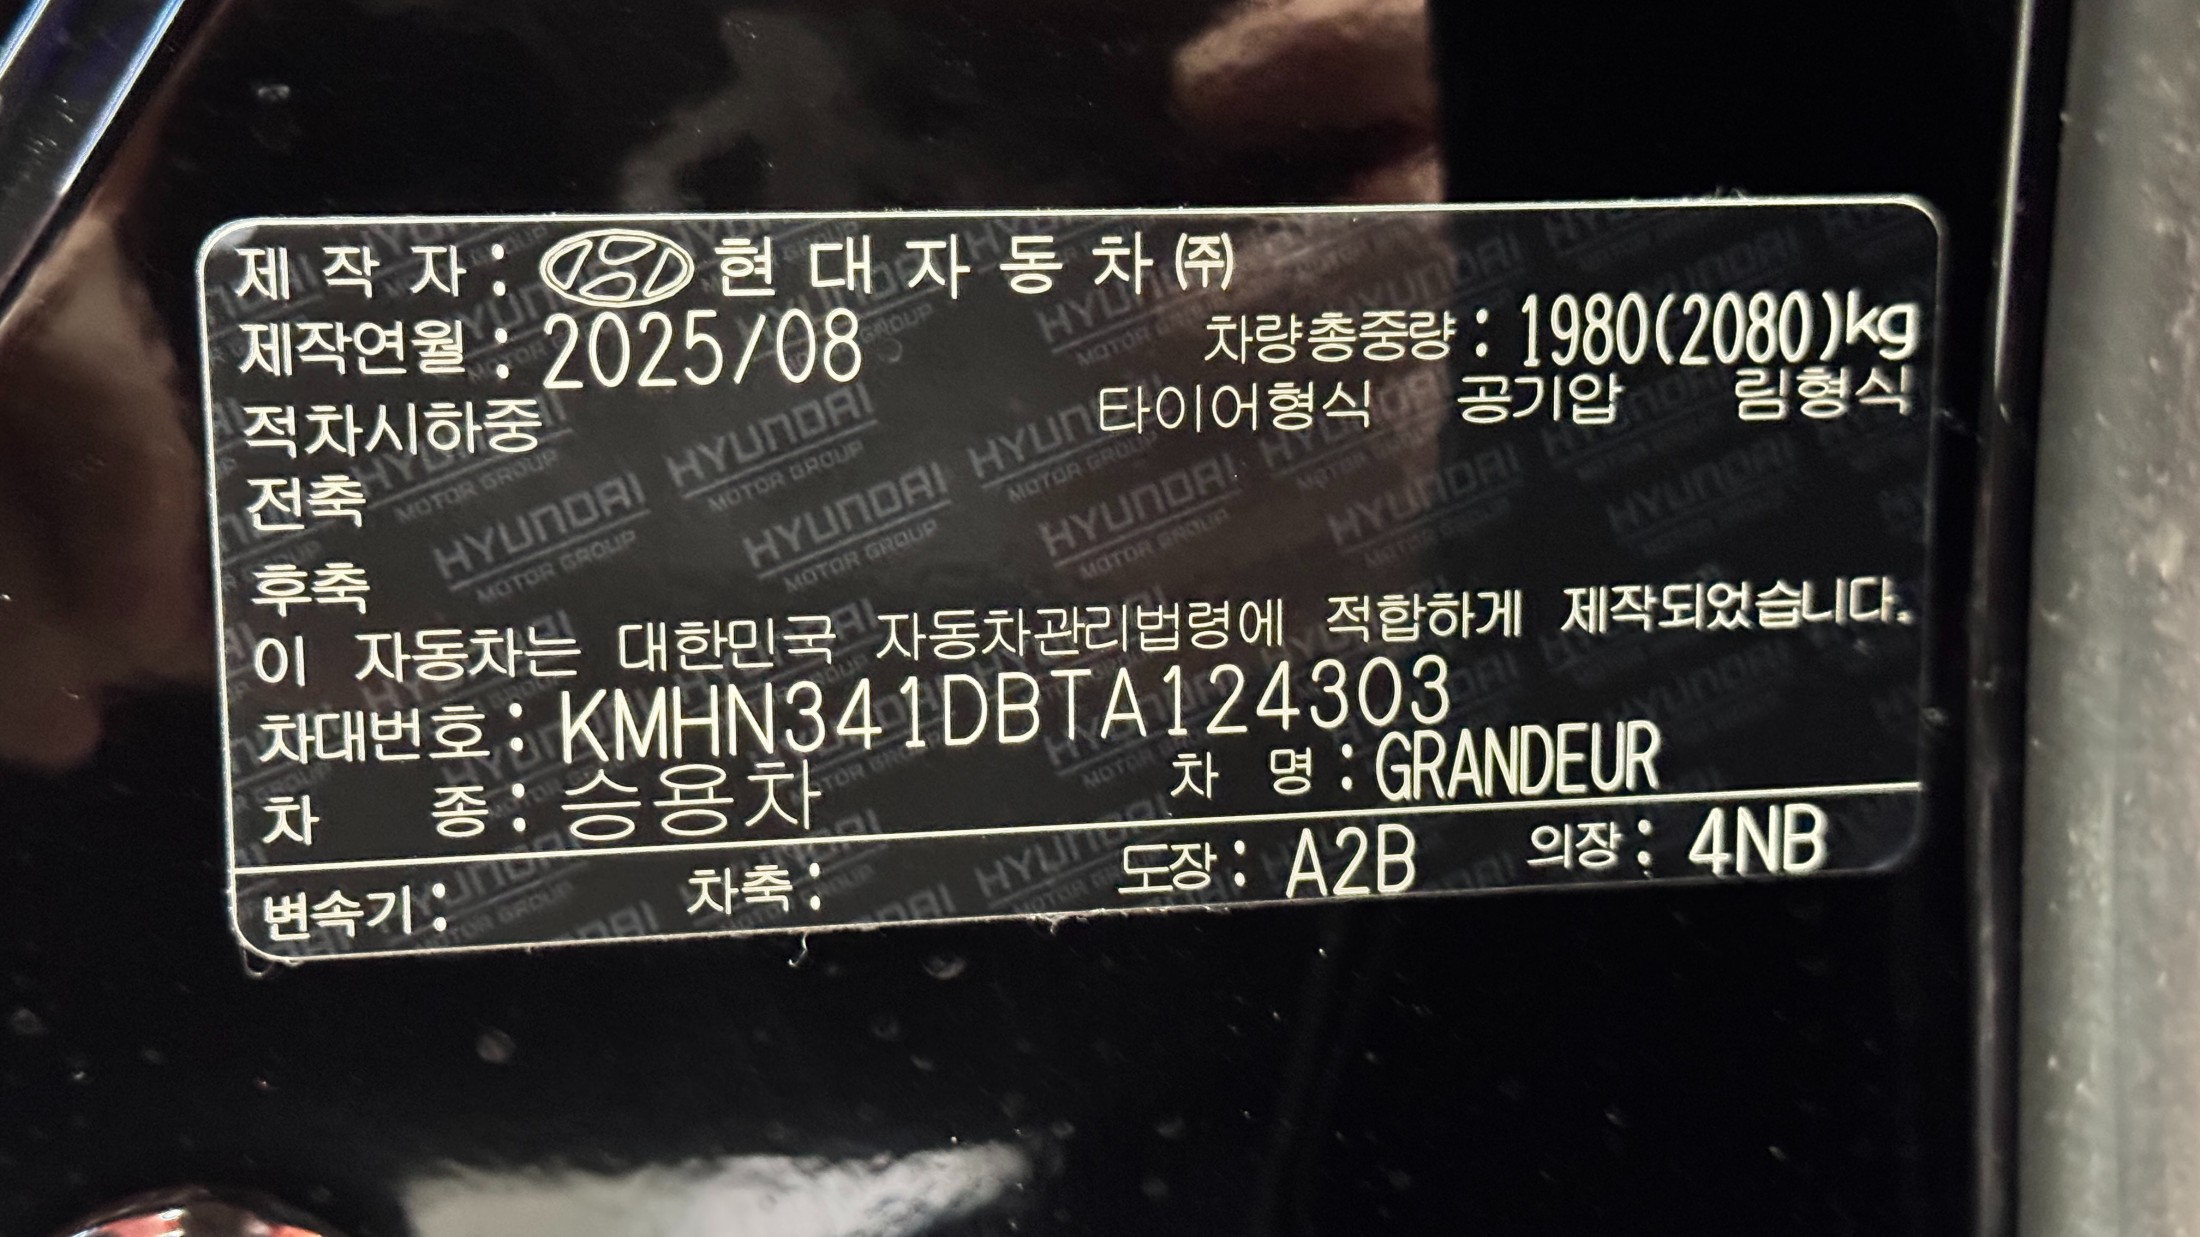 제 작 자 : 현 대 자 동 차 ㈜
제작연월 : 2025/08 차량총중량 : 1980(2080)kg
적차시하중 타이어형식 공기압 림형식
전축
후축
이 자동차는 대한민국 자동차관리법령에 적합하게 제작되었습니다.
차대번호 : KMHN341DBTA124303
차 종 : 승용차 차 명 : GRANDEUR
변속기 : 차축 : 도장 : A2B 의장 : 4NB
HYUNDAI
MOTOR GROUP